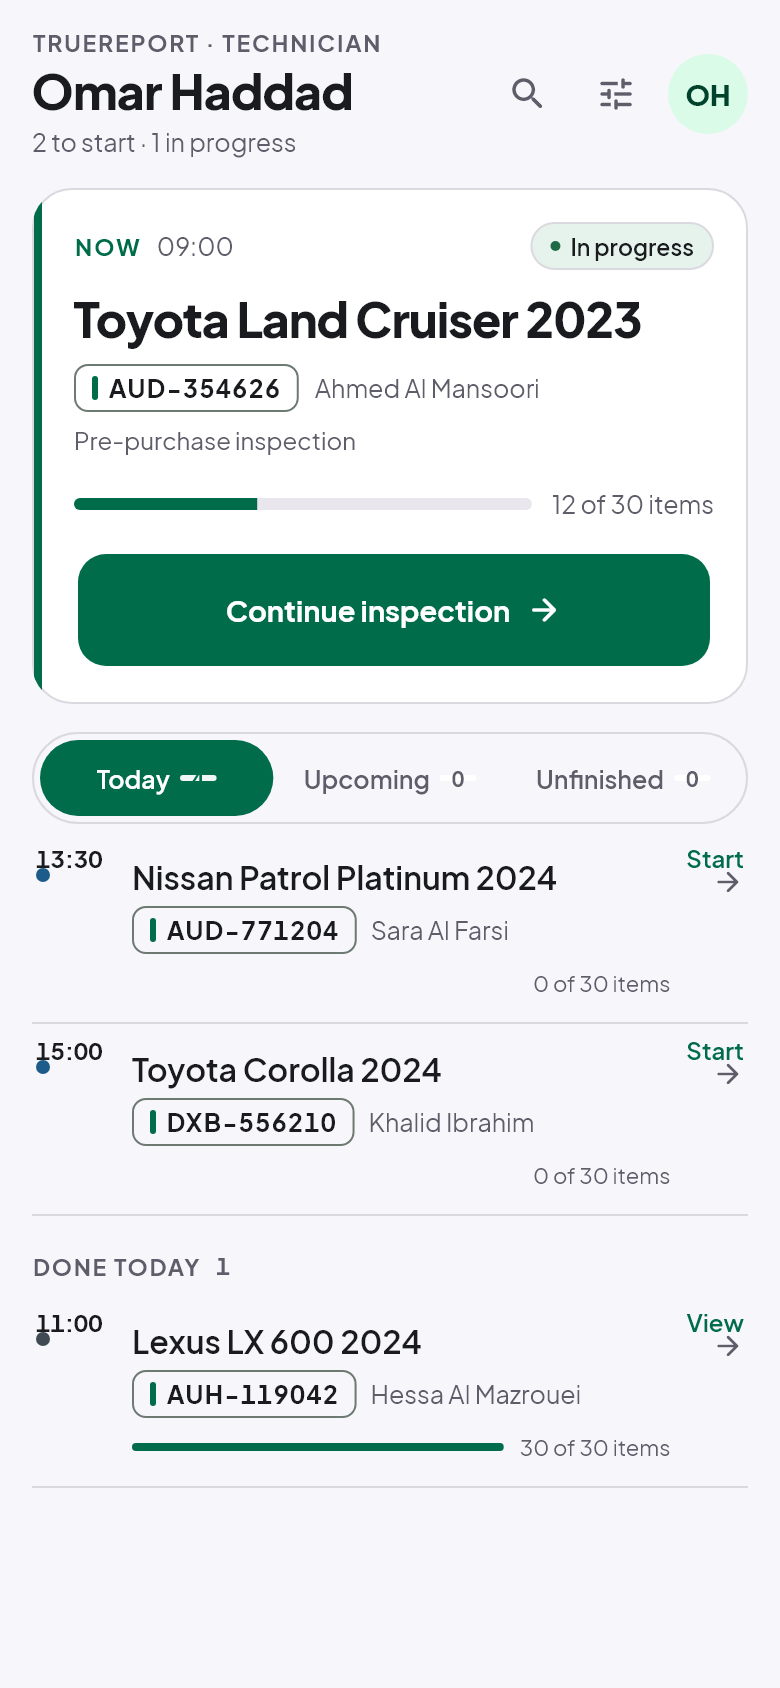 TRUEREPORT · TECHNICIAN
Omar Haddad
OH
2 to start · 1 in progress
NOW 09:00
In progress
Toyota Land Cruiser 2023
AUD-354626 Ahmed Al Mansoori
Pre-purchase inspection
12 of 30 items
Continue inspection →
Today
Upcoming 0
Unfinished 0
13:30
Nissan Patrol Platinum 2024
Start →
AUD-771204 Sara Al Farsi
0 of 30 items
15:00
Toyota Corolla 2024
Start →
DXB-556210 Khalid Ibrahim
0 of 30 items
DONE TODAY 1
11:00
Lexus LX 600 2024
View →
AUH-119042 Hessa Al Mazrouei
30 of 30 items